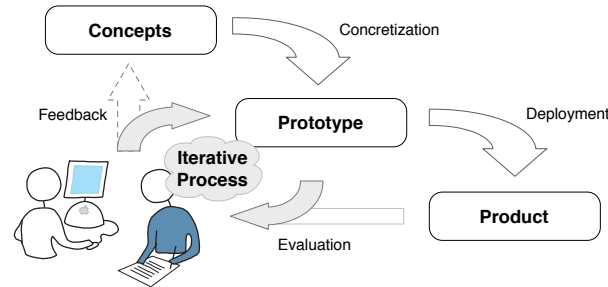 Concepts
Concretization
Feedback
Prototype
Deployment
Iterative
Process
Product
Evaluation